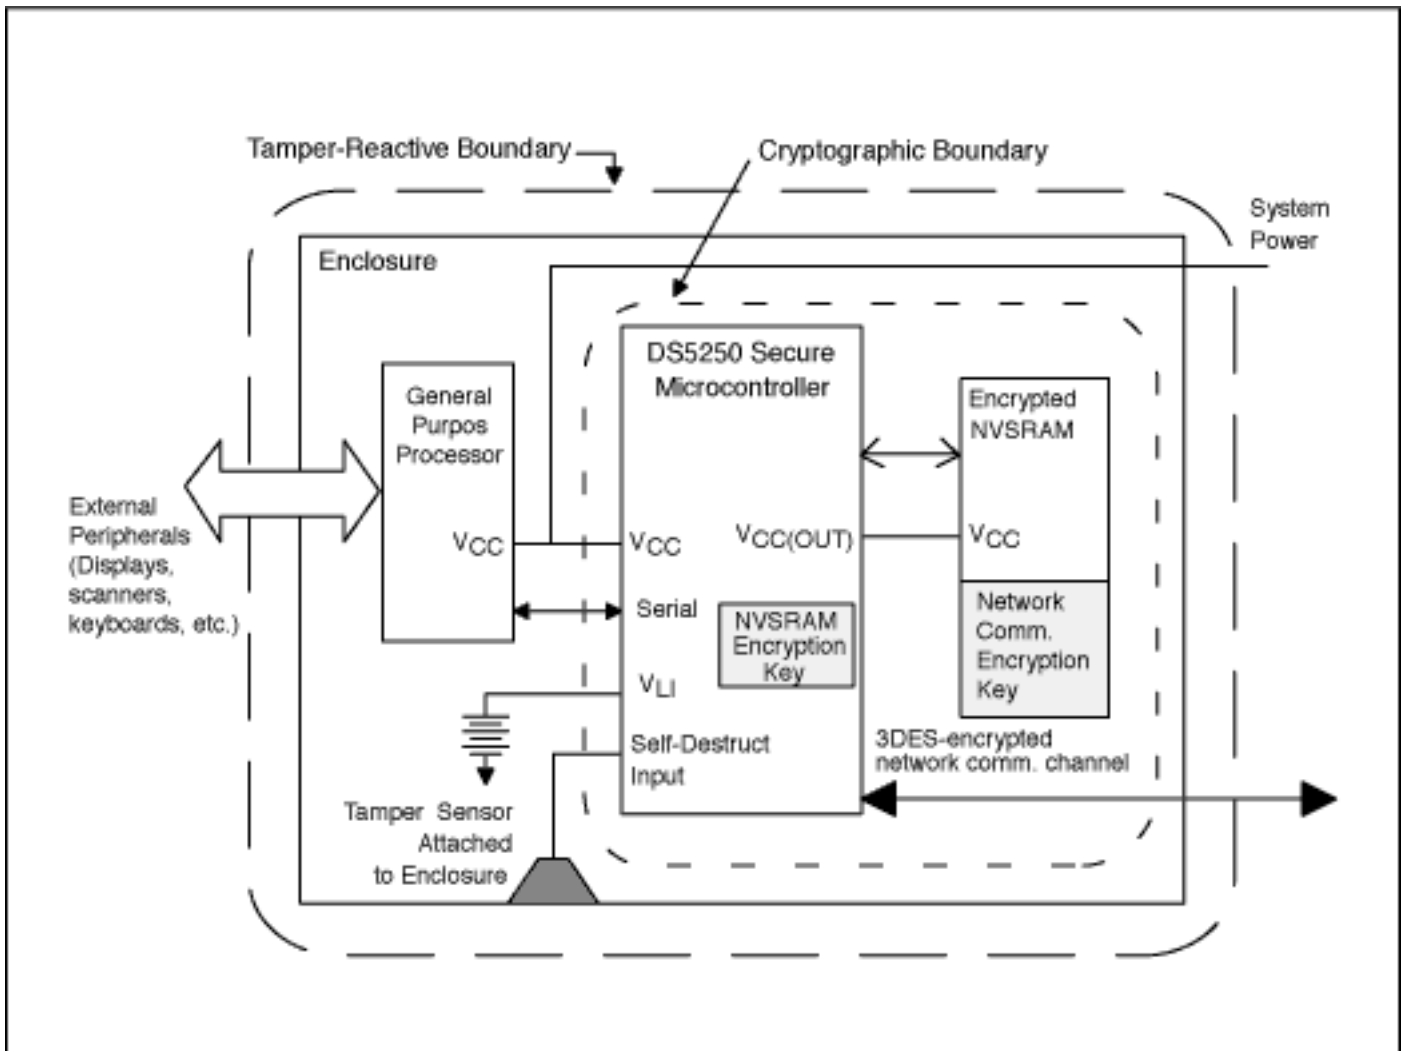 Tamper-Reactive Boundary
Cryptographic Boundary
System
Power
Enclosure
DS5250 Secure
Microcontroller
General
Purpos
Processor
Encrypted
NVSRAM
External
Peripherals
(Displays,
scanners,
keyboards, etc.)
VCC
VCC
VCC(OUT)
VCC
Serial
NVSRAM
Encryption
Key
Network
Comm.
Encryption
Key
VLI
Self-Destruct
Input
3DES-encrypted
network comm. channel
Tamper Sensor
Attached
to Enclosure